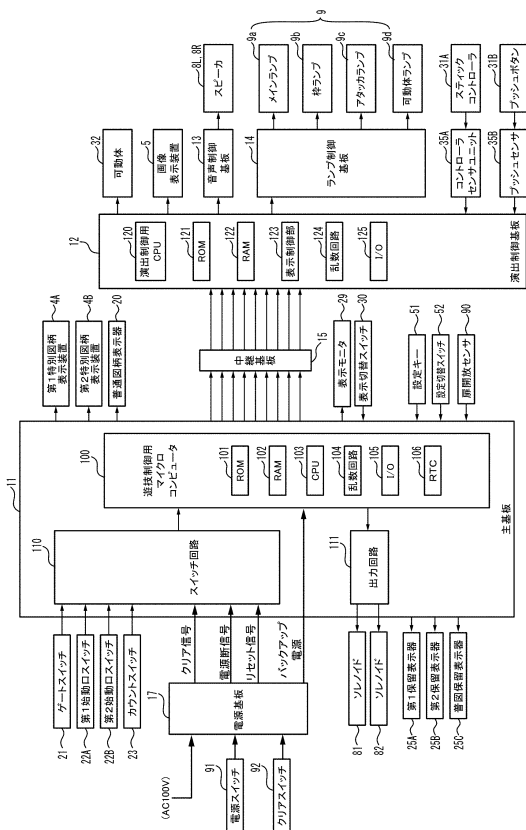 11
主基板
21
ゲートスイッチ
22A
第1始動口スイッチ
22B
第2始動口スイッチ
23
カウントスイッチ
110
スイッチ回路
100
遊技制御用
マイクロ
コンピュータ
101
ROM
102
RAM
103
CPU
104
乱数回路
105
I/O
106
RTC
111
出力回路
(AC100V)
17
電源基板
91
電源スイッチ
92
クリアスイッチ
クリア信号
電源断信号
リセット信号
バックアップ
電源
81
ソレノイド
82
ソレノイド
25A
第1保留表示器
25B
第2保留表示器
25C
普図保留表示器
4A
第1特別図柄
表示装置
4B
第2特別図柄
表示装置
20
普通図柄表示器
15
中継基板
29
表示モニタ
30
表示切替スイッチ
51
設定キー
52
設定切替スイッチ
90
扉開放センサ
12
演出制御基板
120
演出制御用
CPU
121
ROM
122
RAM
123
表示制御部
124
乱数回路
125
I/O
32
可動体
5
画像
表示装置
13
音声制御
基板
8L,8R
スピーカ
14
ランプ制御
基板
9
9a
メインランプ
9b
枠ランプ
9c
アタッカランプ
9d
可動体ランプ
35A
コントローラ
センサユニット
31A
スティック
コントローラ
35B
プッシュセンサ
31B
プッシュボタン